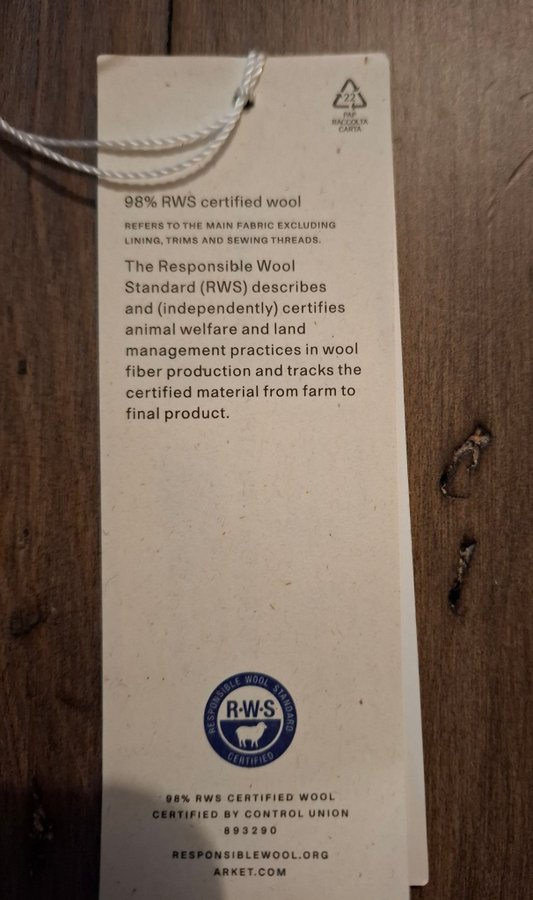 22
PAP
RACCOLTA
CARTA
98% RWS certified wool
REFERS TO THE MAIN FABRIC EXCLUDING
LINING, TRIMS AND SEWING THREADS.
The Responsible Wool
Standard (RWS) describes
and (independently) certifies
animal welfare and land
management practices in wool
fiber production and tracks the
certified material from farm to
final product.
RESPONSIBLE WOOL STANDARD
R·W·S
CERTIFIED
98% RWS CERTIFIED WOOL
CERTIFIED BY CONTROL UNION
893290
RESPONSIBLEWOOL.ORG
ARKET.COM